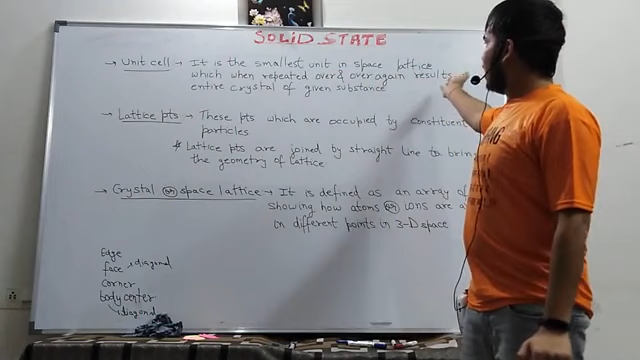 SOLID STATE
→ Unit cell → It is the smallest unit in space lattice
which when repeated over & over again results
entire crystal of given substance
→ Lattice pts → These pts which are occupied by constituent
particles
* Lattice pts are joined by straight line to bring
the geometry of lattice
→ Crystal or space lattice → It is defined as an array of
showing how atoms or ions are
in different points in 3-D space
Edge
face → diagonal
corner
body center
↳ diagonal